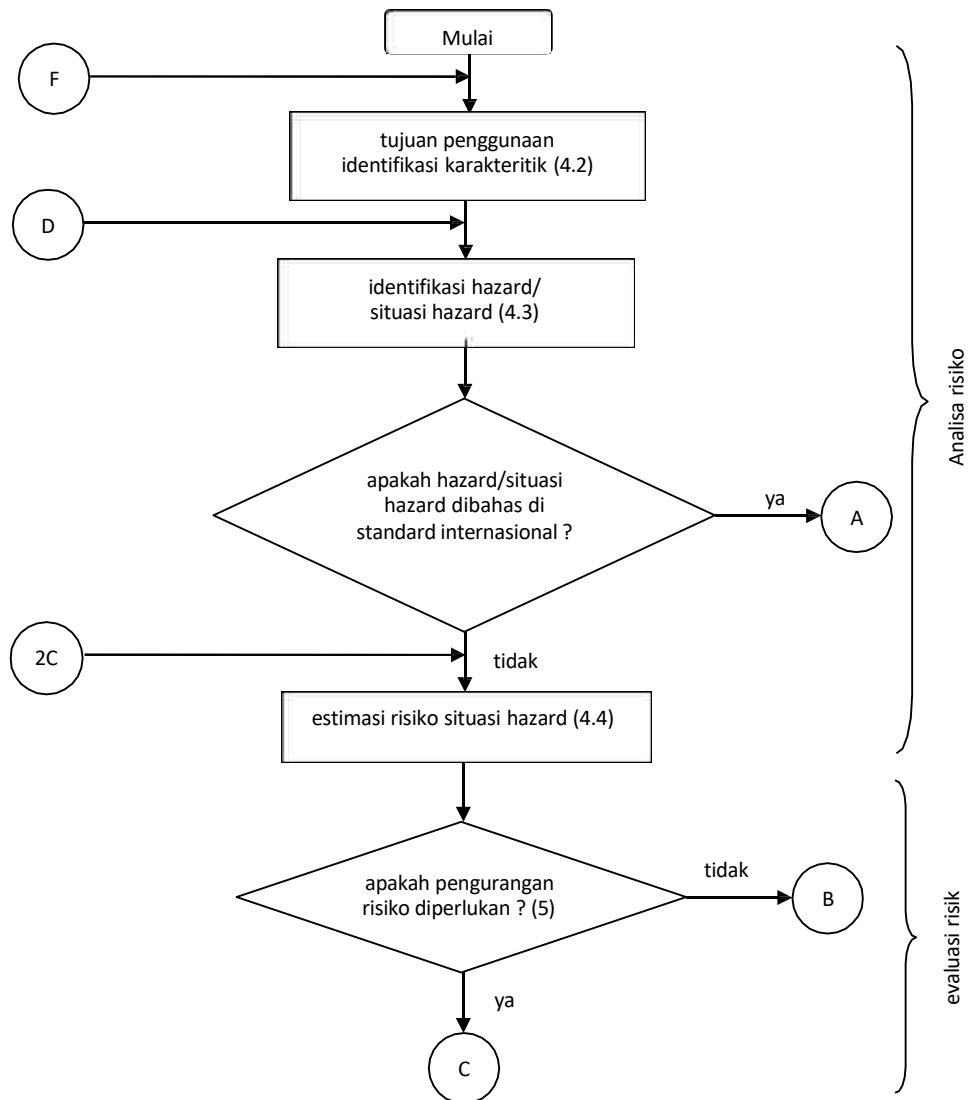 Mulai
F
tujuan penggunaan
identifikasi karakteritik (4.2)
D
identifikasi hazard/
situasi hazard (4.3)
apakah hazard/situasi
hazard dibahas di
standard internasional ?
ya
A
Analisa risiko
2C
tidak
estimasi risiko situasi hazard (4.4)
apakah pengurangan
risiko diperlukan ? (5)
tidak
B
evaluasi risik
ya
C